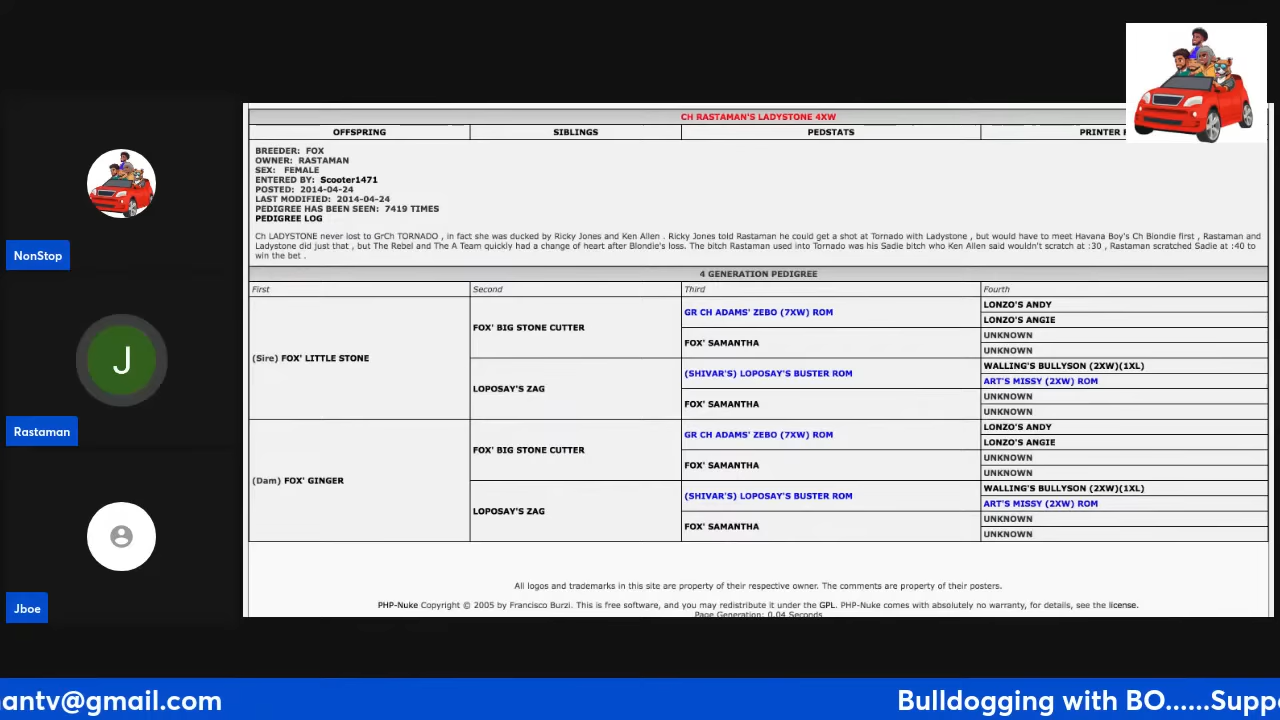 CH RASTAMAN'S LADYSTONE 4XW
OFFSPRING SIBLINGS PEDSTATS PRINTER
BREEDER: FOX
OWNER: RASTAMAN
SEX: FEMALE
ENTERED BY: Scooter1471
POSTED: 2014-04-24
LAST MODIFIED: 2014-04-24
PEDIGREE HAS BEEN SEEN: 7419 TIMES
PEDIGREE LOG
Ch LADYSTONE never lost to GrCh TORNADO , in fact she was ducked by Ricky Jones and Ken Allen . Ricky Jones told Rastaman he could get a shot at Tornado with Ladystone , but would have to meet Havana Boy's Ch Blondie first , Rastaman and
Ladystone did just that , but The Rebel and The A Team quickly had a change of heart after Blondie's loss. The bitch Rastaman used into Tornado was his Sadie bitch who Ken Allen said wouldn't scratch at :30 , Rastaman scratched Sadie at :40 to
win the bet .
4 GENERATION PEDIGREE
First Second Third Fourth
LONZO'S ANDY
GR CH ADAMS' ZEBO (7XW) ROM
LONZO'S ANGIE
FOX' BIG STONE CUTTER
UNKNOWN
FOX' SAMANTHA
UNKNOWN
(Sire) FOX' LITTLE STONE
WALLING'S BULLYSON (2XW)(1XL)
(SHIVAR'S) LOPOSAY'S BUSTER ROM
ART'S MISSY (2XW) ROM
LOPOSAY'S ZAG
UNKNOWN
FOX' SAMANTHA
UNKNOWN
LONZO'S ANDY
GR CH ADAMS' ZEBO (7XW) ROM
LONZO'S ANGIE
FOX' BIG STONE CUTTER
UNKNOWN
FOX' SAMANTHA
UNKNOWN
(Dam) FOX' GINGER
WALLING'S BULLYSON (2XW)(1XL)
(SHIVAR'S) LOPOSAY'S BUSTER ROM
ART'S MISSY (2XW) ROM
LOPOSAY'S ZAG
UNKNOWN
FOX' SAMANTHA
UNKNOWN
All logos and trademarks in this site are property of their respective owner. The comments are property of their posters.
PHP-Nuke Copyright © 2005 by Francisco Burzi. This is free software, and you may redistribute it under the GPL. PHP-Nuke comes with absolutely no warranty, for details, see the license.
Page Generation: 0.04 Seconds
NonStop
J
Rastaman
Jboe
antv@gmail.com Bulldogging with BO......Supp